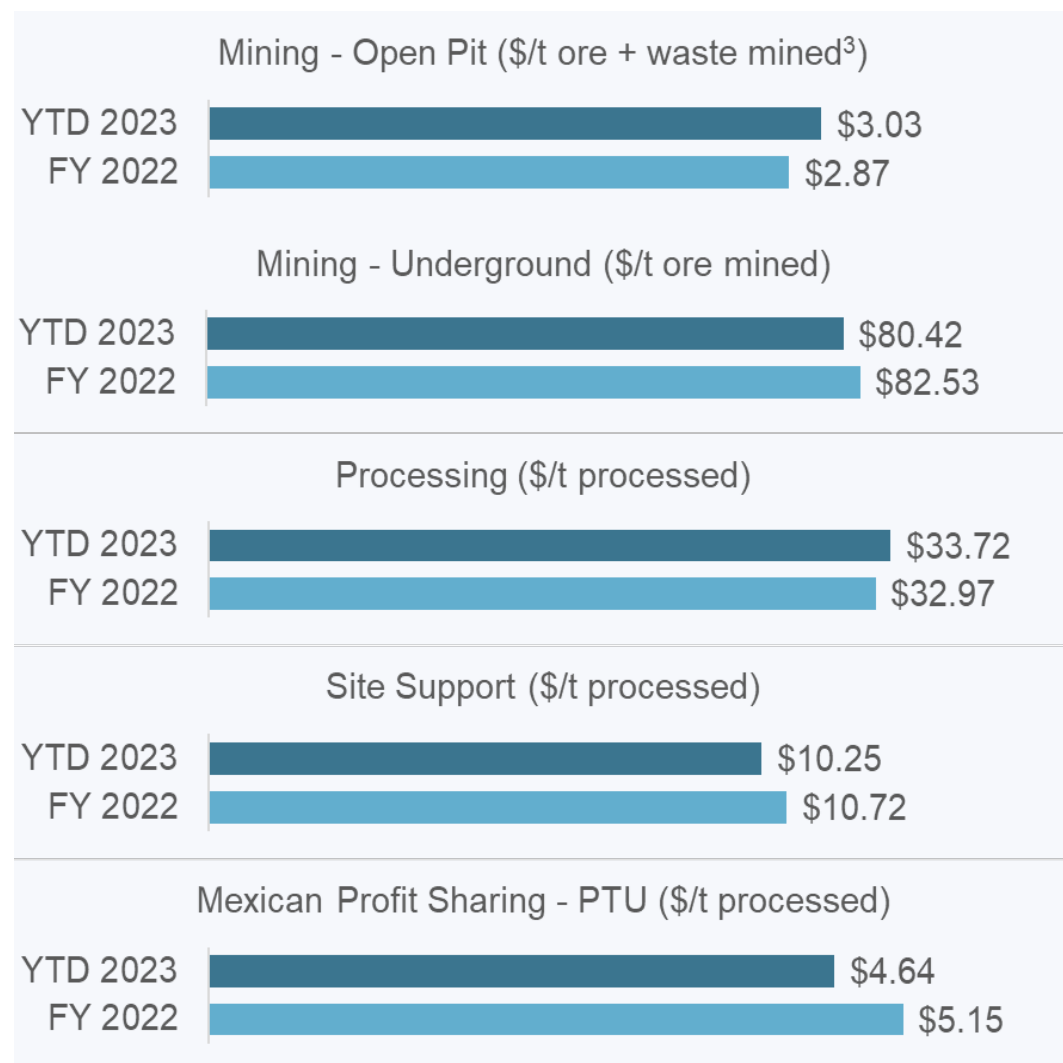 Mining - Open Pit ($/t ore + waste mined³)
YTD 2023 $3.03
FY 2022 $2.87
Mining - Underground ($/t ore mined)
YTD 2023 $80.42
FY 2022 $82.53
Processing ($/t processed)
YTD 2023 $33.72
FY 2022 $32.97
Site Support ($/t processed)
YTD 2023 $10.25
FY 2022 $10.72
Mexican Profit Sharing - PTU ($/t processed)
YTD 2023 $4.64
FY 2022 $5.15